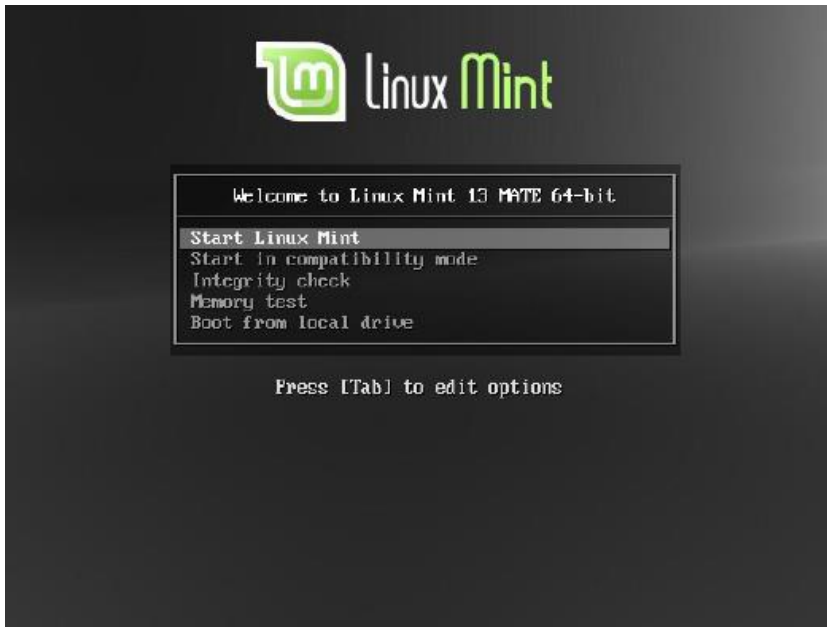 lm Linux Mint
Welcome to Linux Mint 13 MATE 64-bit
Start Linux Mint
Start in compatibility mode
Integrity check
Memory test
Boot from local drive
Press [Tab] to edit options